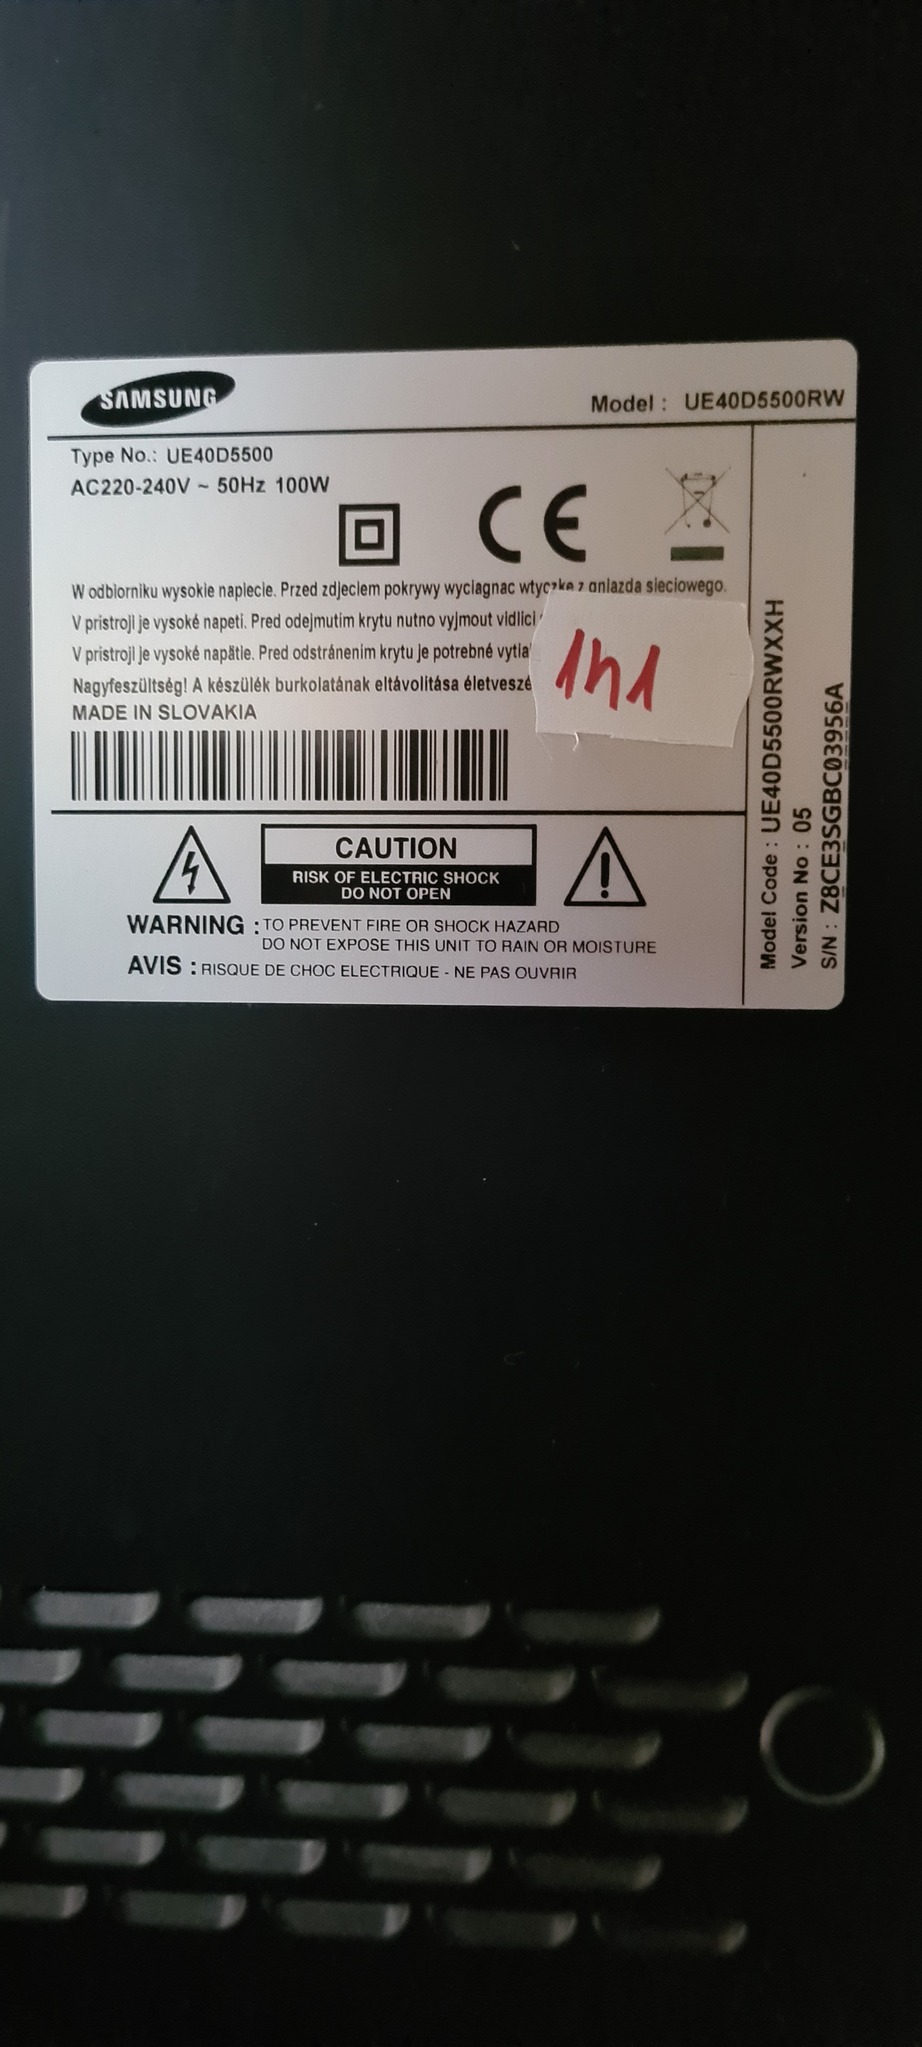 SAMSUNG
Model : UE40D5500RW
Type No.: UE40D5500
AC220-240V ~ 50Hz 100W
CE
W odbiorniku wysokie napiecie. Przed zdjeciem pokrywy wyciagnac wtyczke z gniazda sieciowego.
V pristroji je vysoké napeti. Pred odejmutím krytu nutno vyjmout vidlici
V pristroji je vysoké napätie. Pred odstránenim krytu je potrebné
Nagyfeszültség! A készülék burkolatának eltávolitása
MADE IN SLOVAKIA
1h1
CAUTION
RISK OF ELECTRIC SHOCK
DO NOT OPEN
WARNING : TO PREVENT FIRE OR SHOCK HAZARD
DO NOT EXPOSE THIS UNIT TO RAIN OR MOISTURE
AVIS : RISQUE DE CHOC ELECTRIQUE - NE PAS OUVRIR
Model Code : UE40D5500RWXXH
Version No : 05
S/N : Z8CE3SGBC03956A